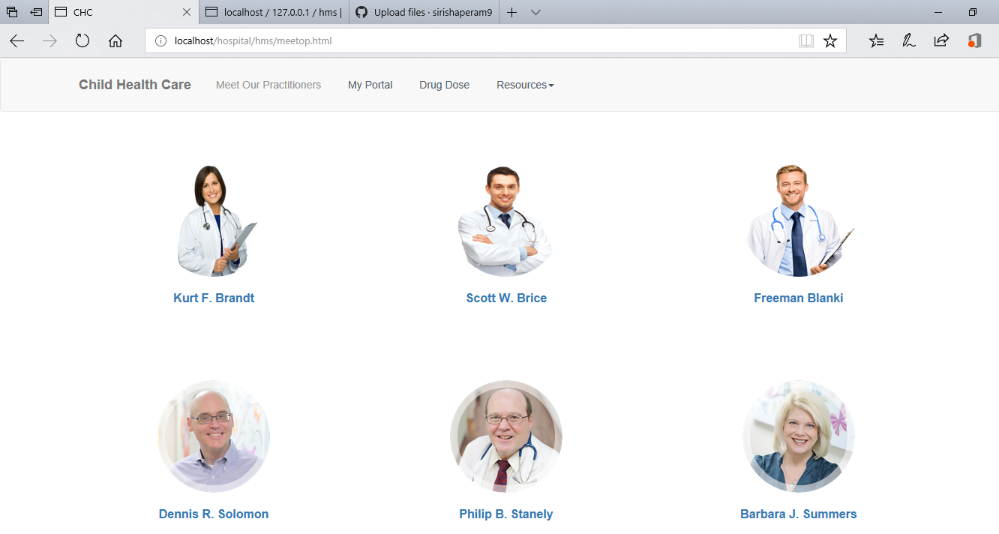 CHC
localhost / 127.0.0.1 / hms |
Upload files · sirishaperam9
localhost/hospital/hms/meetop.html
Child Health Care
Meet Our Practitioners
My Portal
Drug Dose
Resources
Kurt F. Brandt
Scott W. Brice
Freeman Blanki
Dennis R. Solomon
Philip B. Stanely
Barbara J. Summers